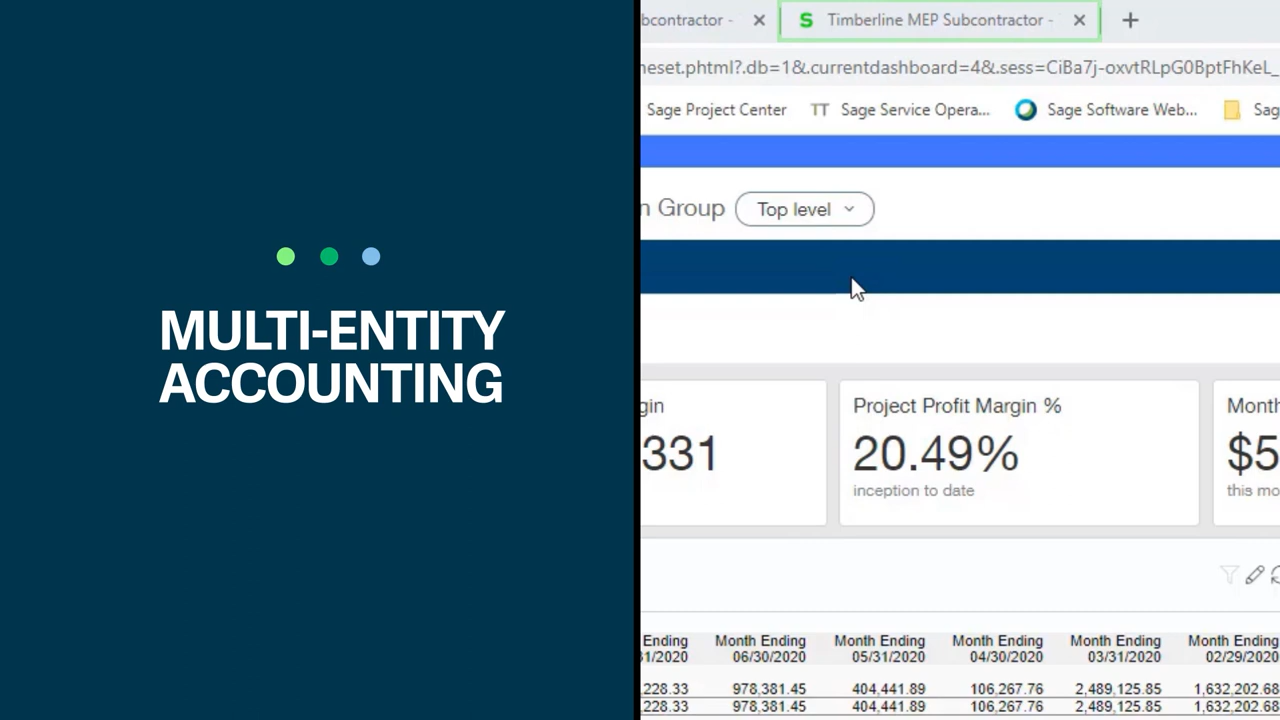 MULTI-ENTITY
ACCOUNTING
bcontractor -
S Timberline MEP Subcontractor -
neset.phtml?.db=1&.currentdashboard=4&.sess=CiBa7j-oxvtRLpG0BptFhKeL_
Sage Project Center
TT Sage Service Opera...
Sage Software Web...
Sag
n Group
Top level
gin
331
Project Profit Margin %
20.49%
inception to date
Month
$5
this mo
Ending Month Ending Month Ending Month Ending Month Ending Month Ending
31/2020 06/30/2020 05/31/2020 04/30/2020 03/31/2020 02/29/2020
,228.33 978,381.45 404,441.89 106,267.76 2,489,125.85 1,632,202.68
,228.33 978,381.45 404,441.89 106,267.76 2,489,125.85 1,632,202.68